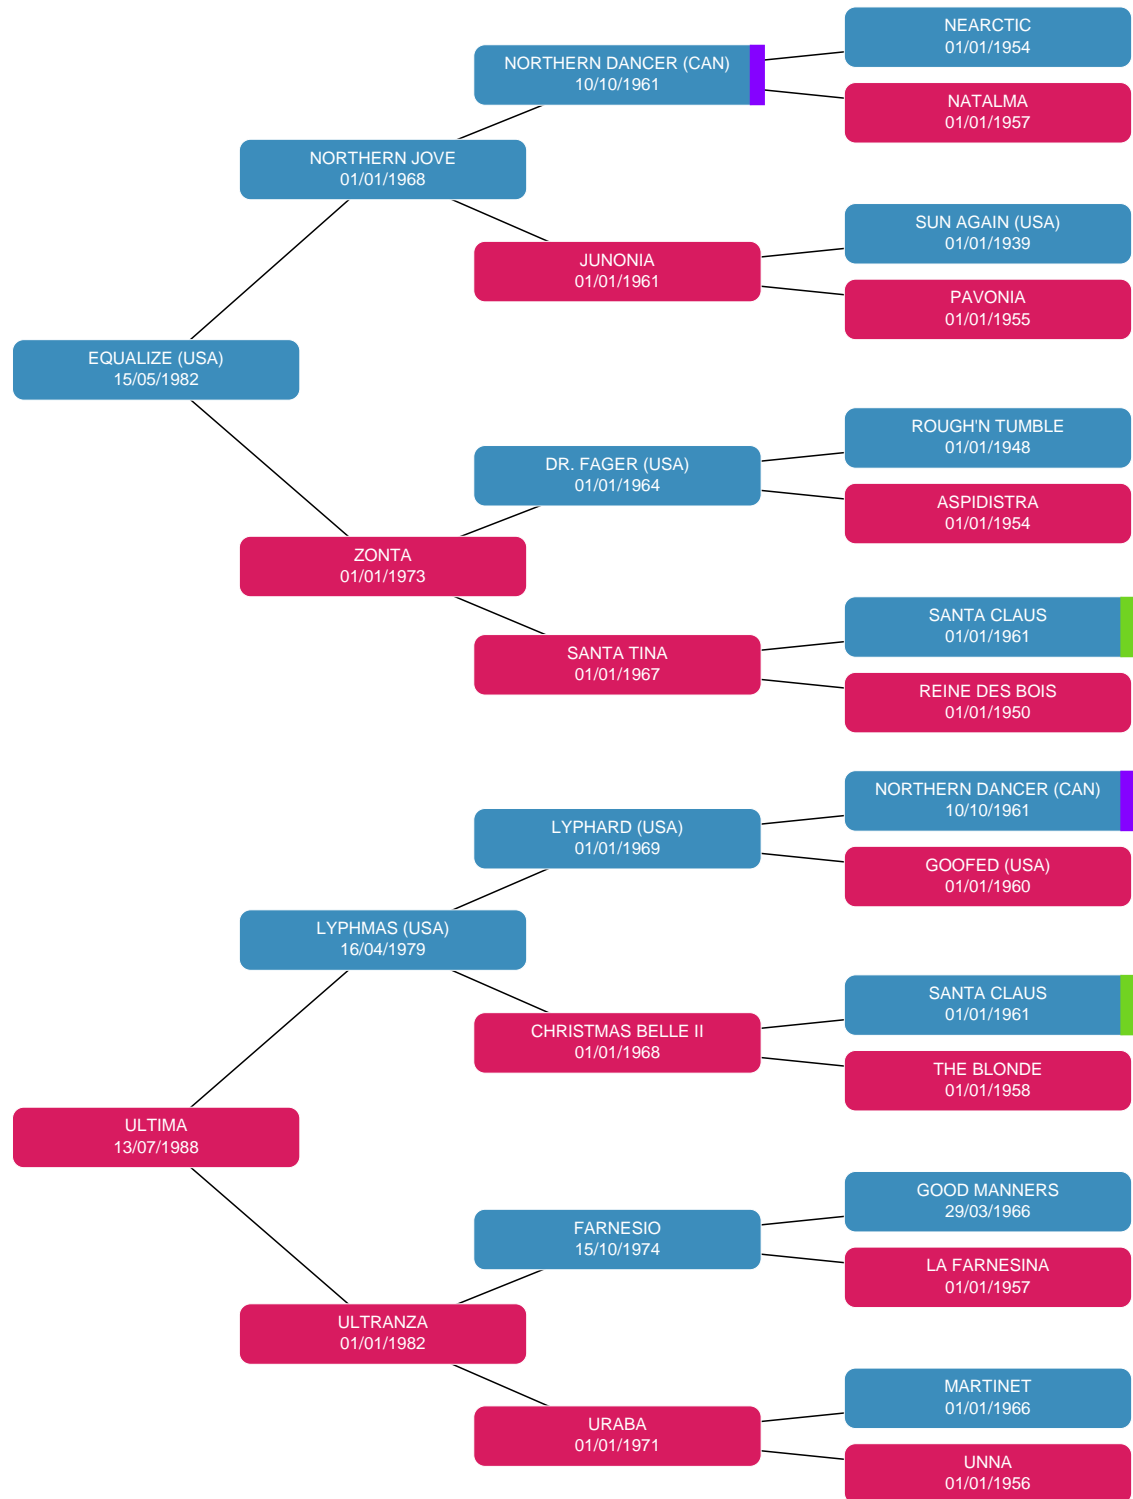 NEARCTIC
01/01/1954
NORTHERN DANCER (CAN)
10/10/1961
NATALMA
01/01/1957
NORTHERN JOVE
01/01/1968
SUN AGAIN (USA)
01/01/1939
JUNONIA
01/01/1961
PAVONIA
01/01/1955
EQUALIZE (USA)
15/05/1982
ROUGH'N TUMBLE
01/01/1948
DR. FAGER (USA)
01/01/1964
ASPIDISTRA
01/01/1954
ZONTA
01/01/1973
SANTA CLAUS
01/01/1961
SANTA TINA
01/01/1967
REINE DES BOIS
01/01/1950
NORTHERN DANCER (CAN)
10/10/1961
LYPHARD (USA)
01/01/1969
GOOFED (USA)
01/01/1960
LYPHMAS (USA)
16/04/1979
SANTA CLAUS
01/01/1961
CHRISTMAS BELLE II
01/01/1968
THE BLONDE
01/01/1958
ULTIMA
13/07/1988
GOOD MANNERS
29/03/1966
FARNESIO
15/10/1974
LA FARNESINA
01/01/1957
ULTRANZA
01/01/1982
MARTINET
01/01/1966
URABA
01/01/1971
UNNA
01/01/1956